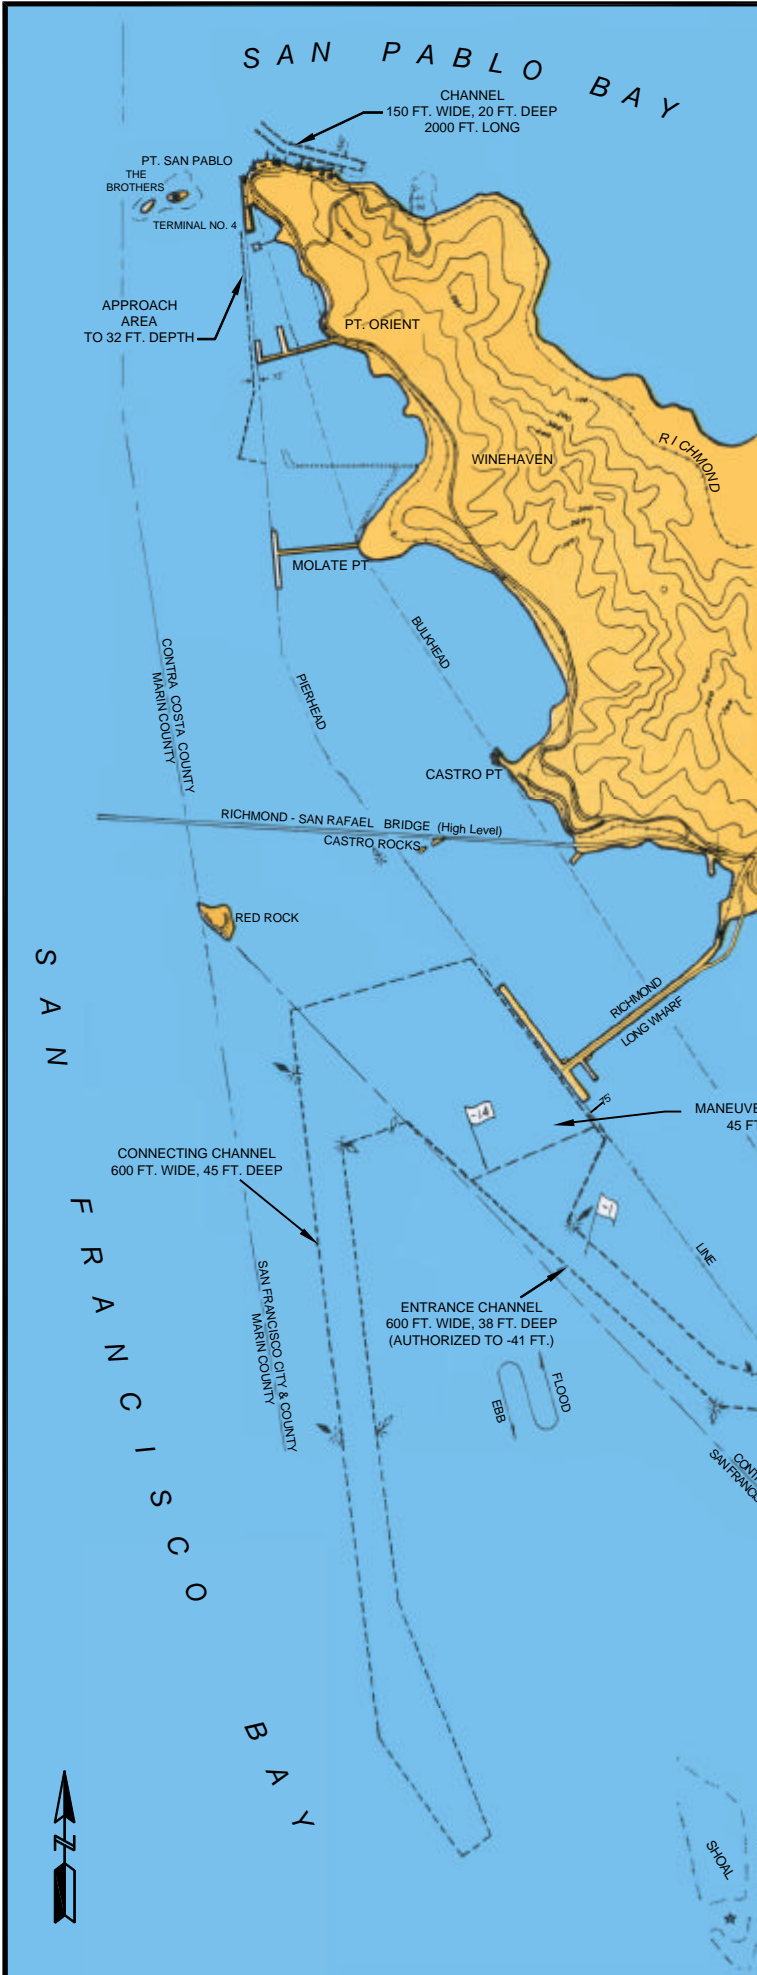 SAN PABLO BAY
CHANNEL
150 FT. WIDE, 20 FT. DEEP
2000 FT. LONG
PT. SAN PABLO
THE
BROTHERS
TERMINAL NO. 4
APPROACH
AREA
TO 32 FT. DEPTH
PT. ORIENT
RICHMOND
WINEHAVEN
MOLATE PT
BULKHEAD
CONTRA COSTA COUNTY
MARIN COUNTY
PIERHEAD
CASTRO PT
RICHMOND - SAN RAFAEL BRIDGE (High Level)
CASTRO ROCKS
RED ROCK
RICHMOND
LONG WHARF
75'
MANEUVE
45 FT
CONNECTING CHANNEL
600 FT. WIDE, 45 FT. DEEP
SAN FRANCISCO BAY
LINE
SAN FRANCISCO CITY & COUNTY
MARIN COUNTY
ENTRANCE CHANNEL
600 FT. WIDE, 38 FT. DEEP
(AUTHORIZED TO -41 FT.)
FLOOD
EBB
CONT
SAN FRANC
SHOAL
N